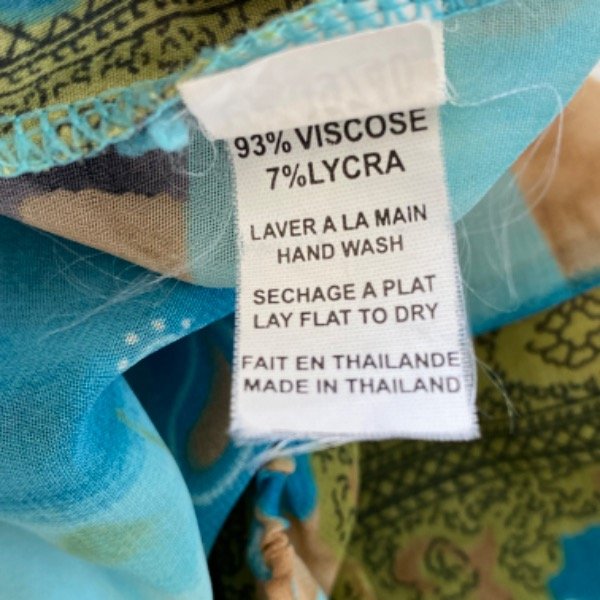 93% VISCOSE
7%LYCRA
LAVER A LA MAIN
HAND WASH
SECHAGE A PLAT
LAY FLAT TO DRY
FAIT EN THAILANDE
MADE IN THAILAND